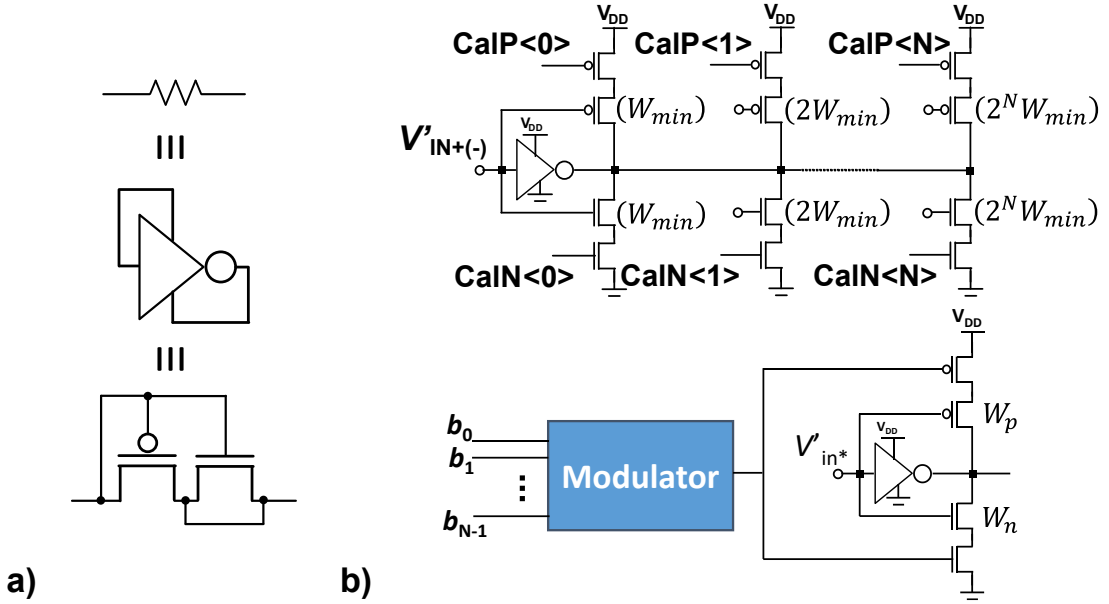 V_DD V_DD V_DD
CalP<0> CalP<1> CalP<N>
(W_min) (2W_min) (2^N W_min)
V_DD
V'_IN+(-)
(W_min) (2W_min) (2^N W_min)
CalN<0> CalN<1> CalN<N>
V_DD
W_p
b_0
b_1
⋮
b_N-1
Modulator
V_DD
V'_in*
W_n
a) b)